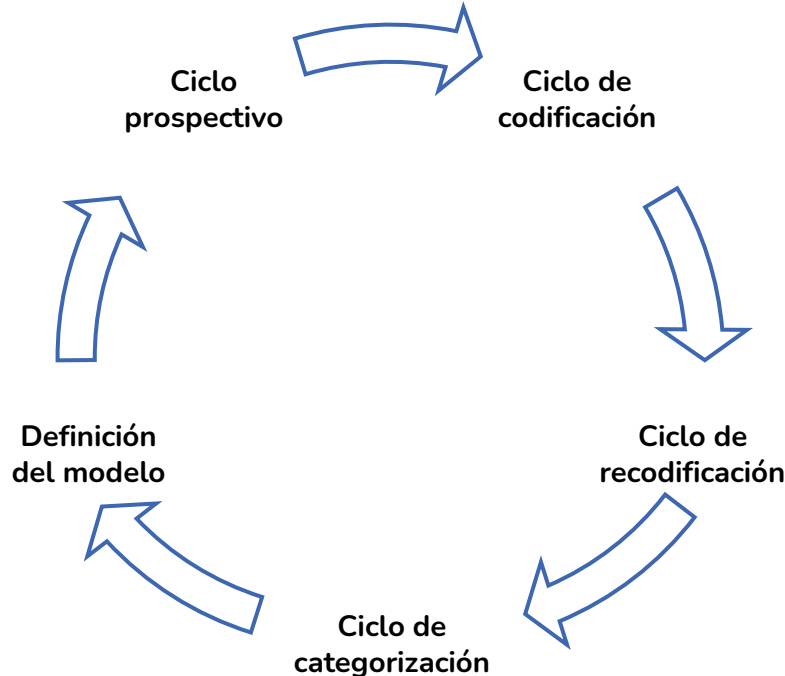 Ciclo
prospectivo
Ciclo de
codificación
Ciclo de
recodificación
Ciclo de
categorización
Definición
del modelo